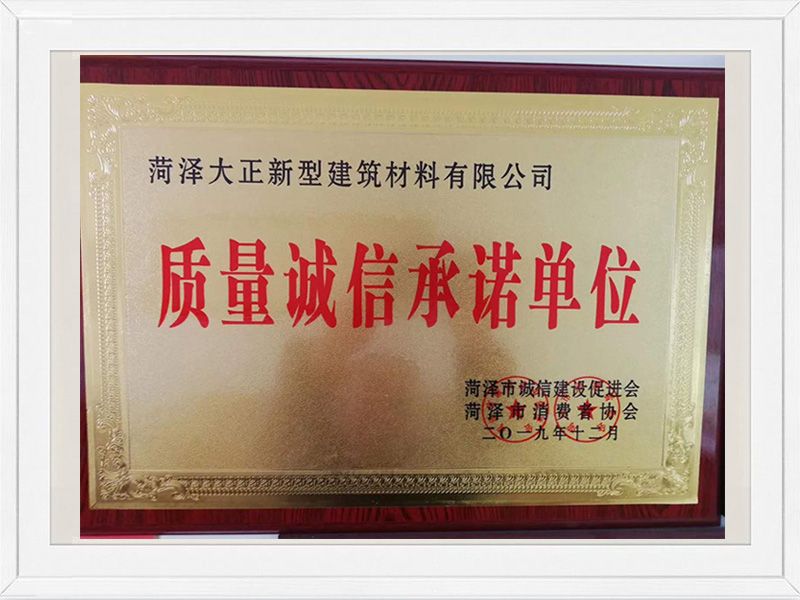 菏泽大正新型建筑材料有限公司
质量诚信承诺单位
菏泽市诚信建设促进会
菏泽市消费者协会
二〇一九年十二月